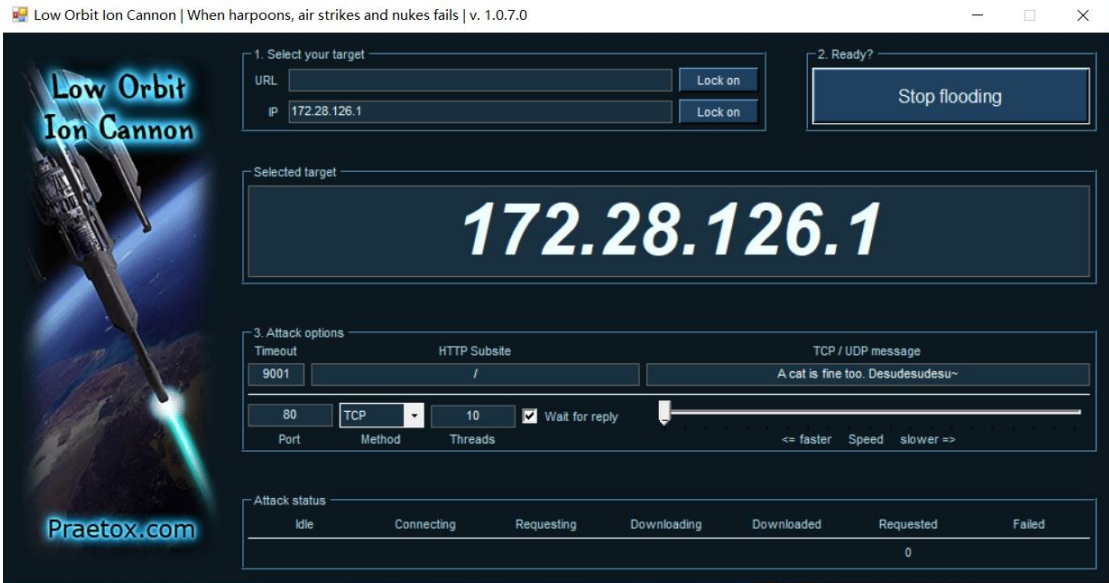 Low Orbit Ion Cannon | When harpoons, air strikes and nukes fails | v. 1.0.7.0
Low Orbit
Ion Cannon
Praetox.com
1. Select your target
URL Lock on
IP 172.28.126.1 Lock on
2. Ready?
Stop flooding
Selected target
172.28.126.1
3. Attack options
Timeout HTTP Subsite TCP / UDP message
9001 / A cat is fine too. Desudesudesu~
80 TCP 10 Wait for reply
Port Method Threads <= faster Speed slower =>
Attack status
Idle Connecting Requesting Downloading Downloaded Requested Failed
0